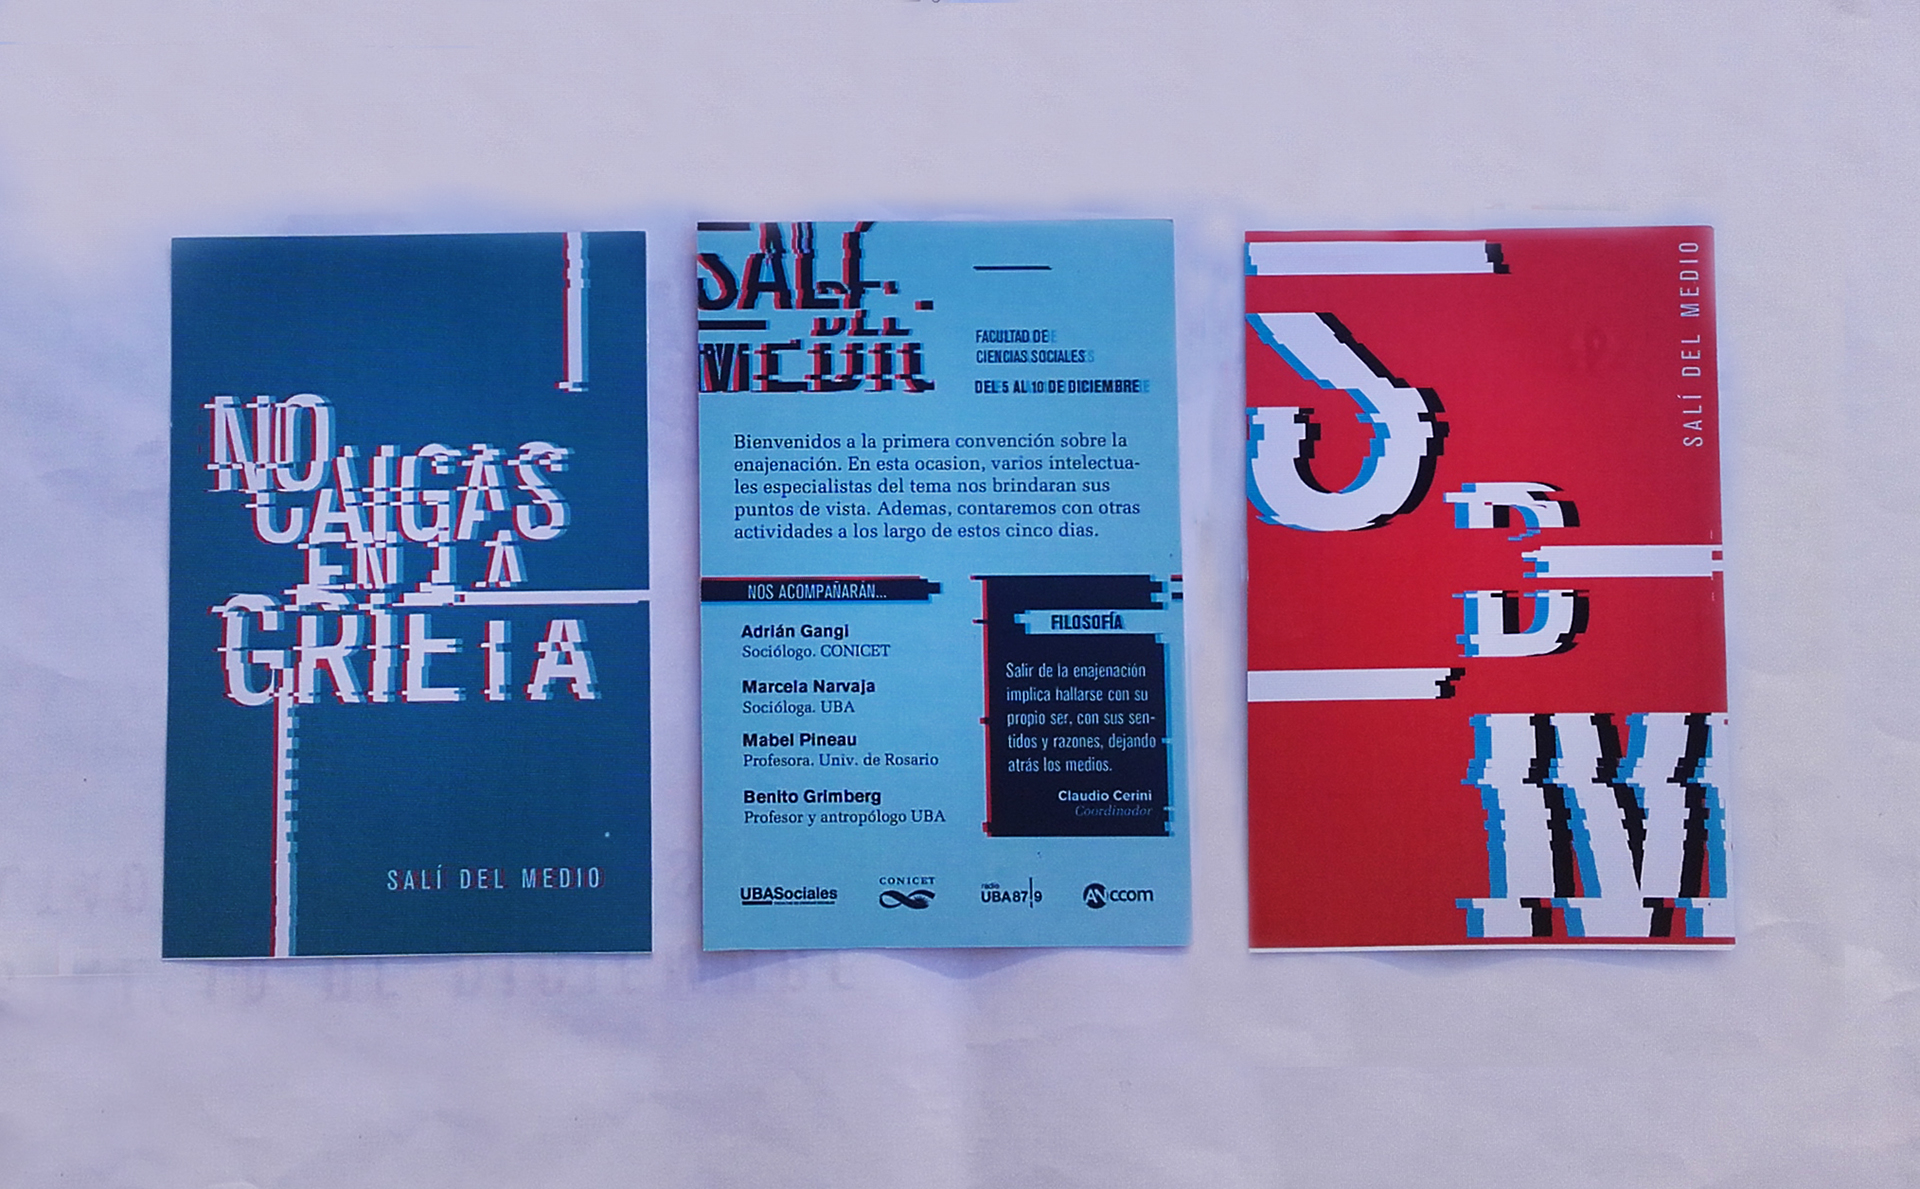 NO
CAIGAS
EN LA
GRIETA
SALÍ DEL MEDIO
SALÍ
DEL
MEDIO
FACULTAD DE
CIENCIAS SOCIALES
DEL 5 AL 10 DE DICIEMBRE
Bienvenidos a la primera convención sobre la
enajenación. En esta ocasion, varios intelectua-
les especialistas del tema nos brindaran sus
puntos de vista. Ademas, contaremos con otras
actividades a los largo de estos cinco dias.
NOS ACOMPAÑARÁN...
Adrián Gangi
Sociólogo. CONICET
Marcela Narvaja
Socióloga. UBA
Mabel Pineau
Profesora. Univ. de Rosario
Benito Grimberg
Profesor y antropólogo UBA
FILOSOFÍA
Salir de la enajenación
implica hallarse con su
propio ser, con sus sen-
tidos y razones, dejando
atrás los medios.
Claudio Cerini
Coordinador
UBASociales
CONICET
radio
UBA87|9
ANccom
SALÍ DEL MEDIO
S
D
M